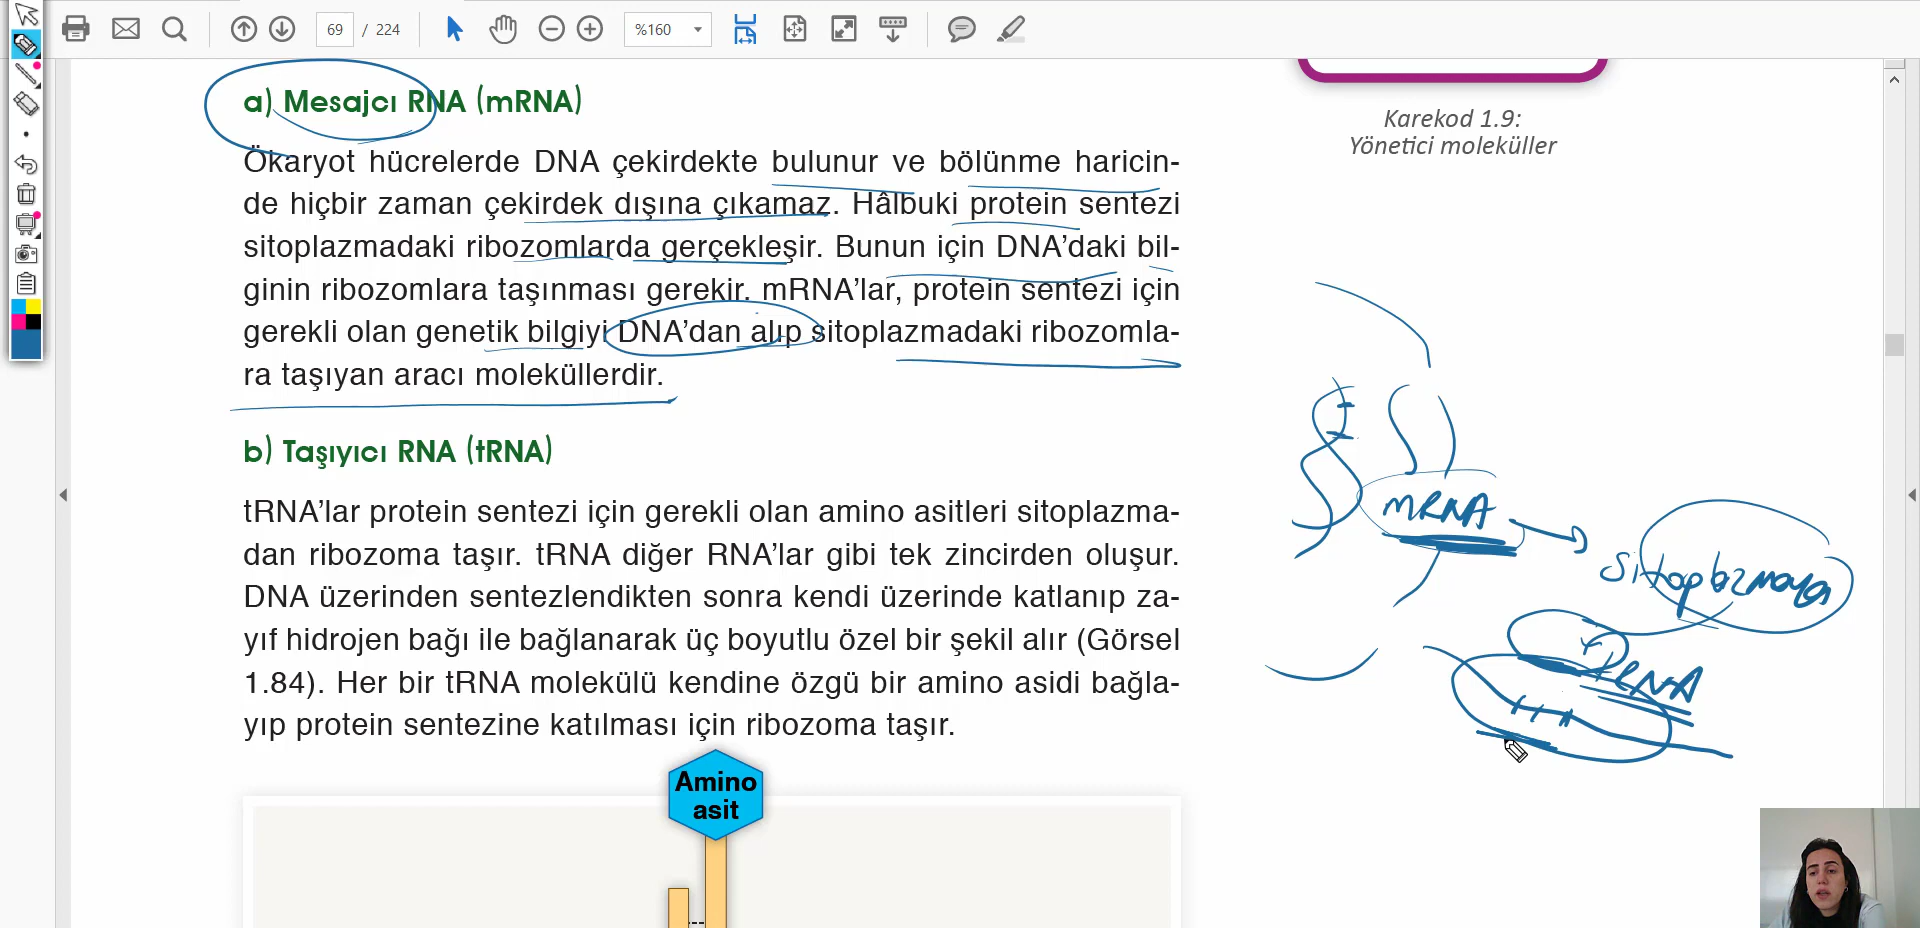 69 / 224
%160
a) Mesajcı RNA (mRNA)
Ökaryot hücrelerde DNA çekirdekte bulunur ve bölünme haricin-
de hiçbir zaman çekirdek dışına çıkamaz. Hâlbuki protein sentezi
sitoplazmadaki ribozomlarda gerçekleşir. Bunun için DNA’daki bil-
ginin ribozomlara taşınması gerekir. mRNA’lar, protein sentezi için
gerekli olan genetik bilgiyi DNA’dan alıp sitoplazmadaki ribozomla-
ra taşıyan aracı moleküllerdir.
b) Taşıyıcı RNA (tRNA)
tRNA’lar protein sentezi için gerekli olan amino asitleri sitoplazma-
dan ribozoma taşır. tRNA diğer RNA’lar gibi tek zincirden oluşur.
DNA üzerinden sentezlendikten sonra kendi üzerinde katlanıp za-
yıf hidrojen bağı ile bağlanarak üç boyutlu özel bir şekil alır (Görsel
1.84). Her bir tRNA molekülü kendine özgü bir amino asidi bağla-
yıp protein sentezine katılması için ribozoma taşır.
Amino
asit
Karekod 1.9:
Yönetici moleküller
mRNA